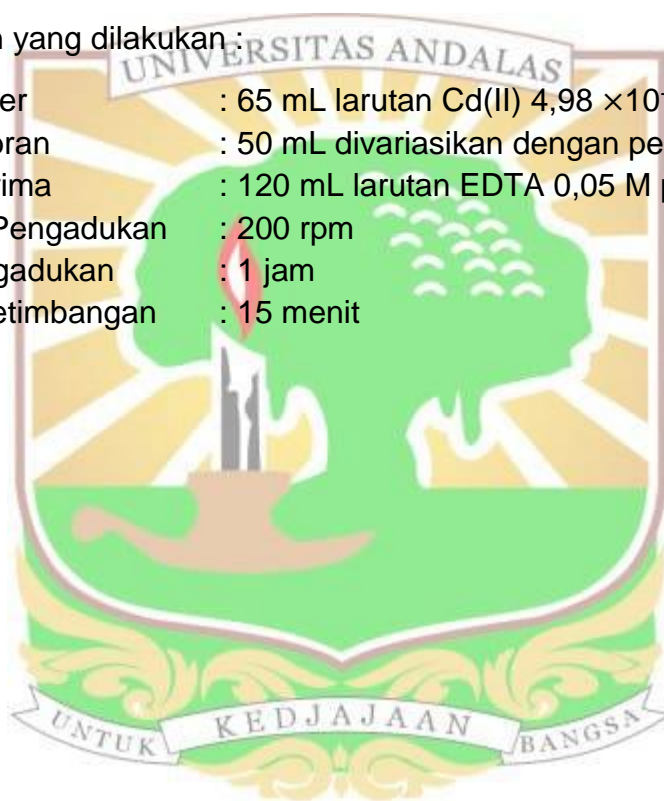 n yang dilakukan :
UNIVERSITAS ANDALAS
er : 65 mL larutan Cd(II) 4,98 ×10
oran : 50 mL divariasikan dengan pe
rima : 120 mL larutan EDTA 0,05 M p
Pengadukan : 200 rpm
gadukan : 1 jam
etimbangan : 15 menit
UNTUK KEDJAJAAN BANGSA